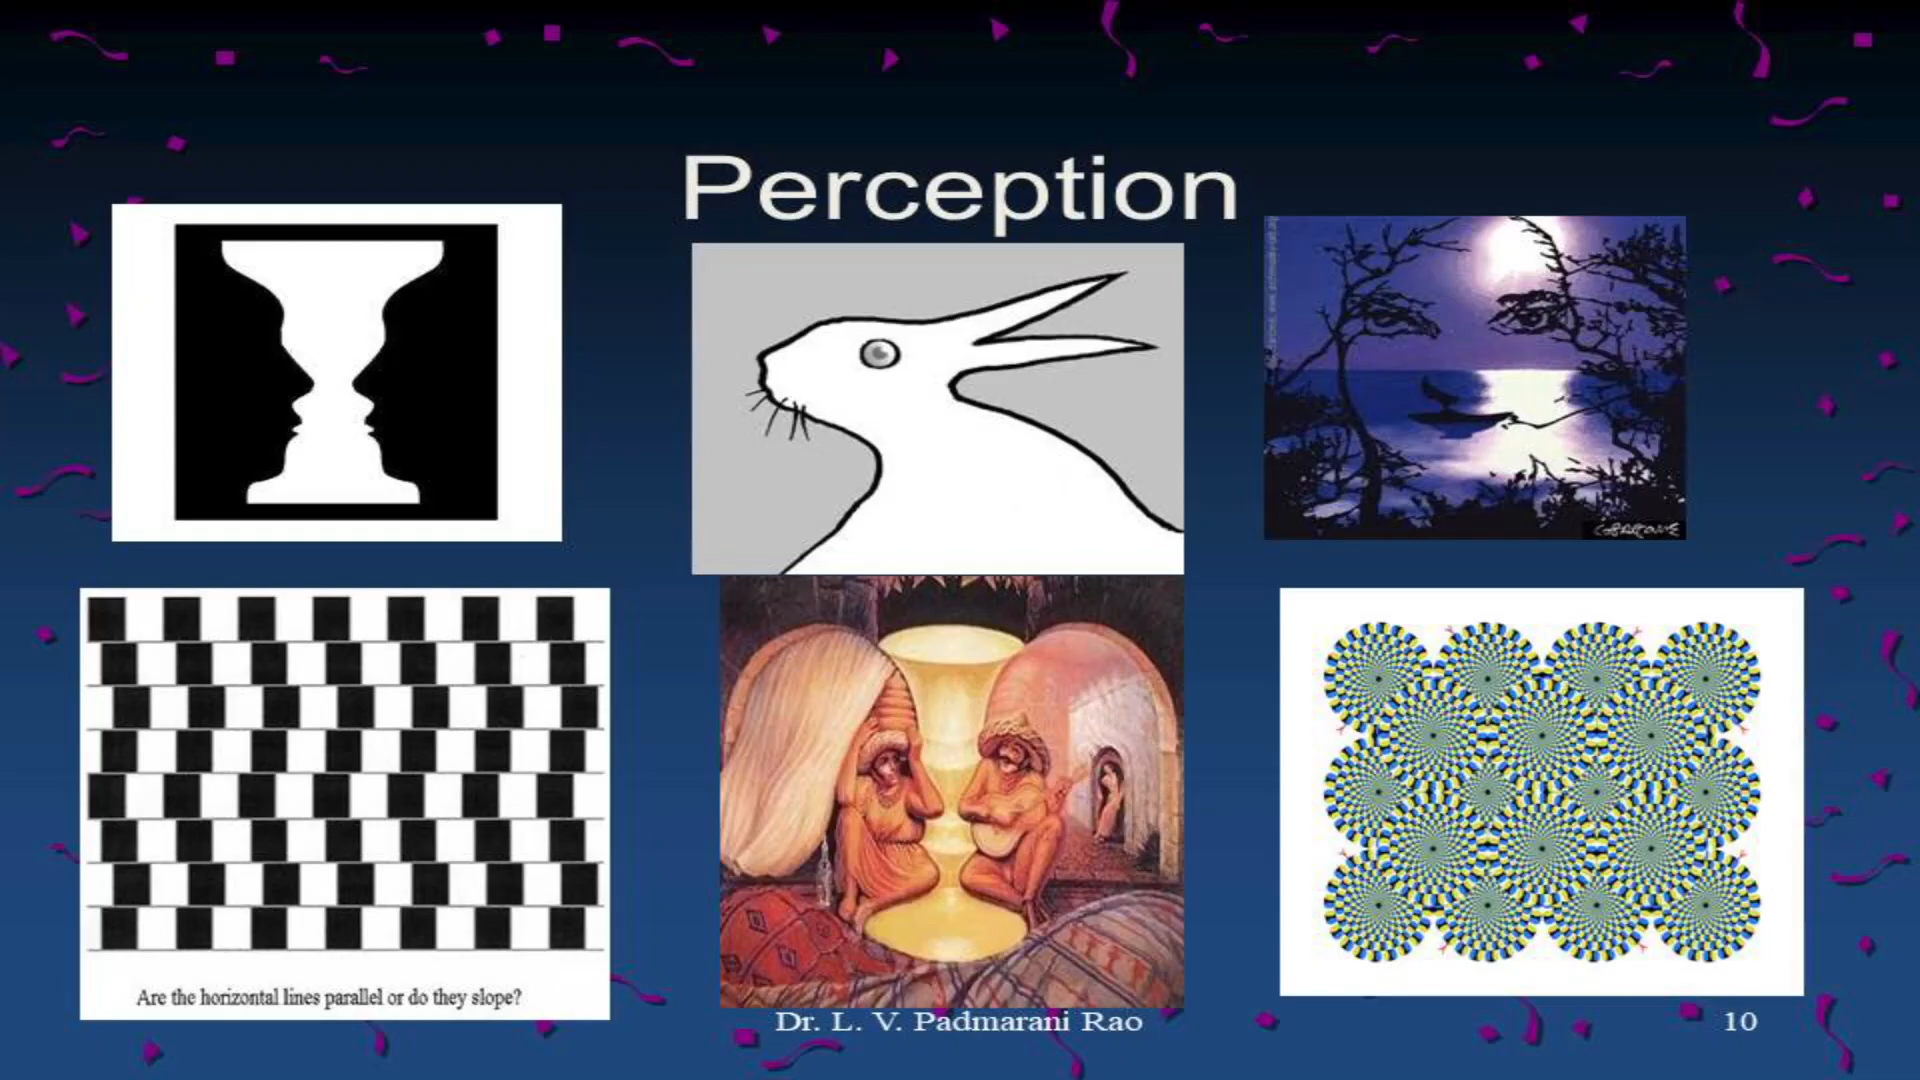 Perception
Are the horizontal lines parallel or do they slope?
Dr. L. V. Padmarani Rao
10